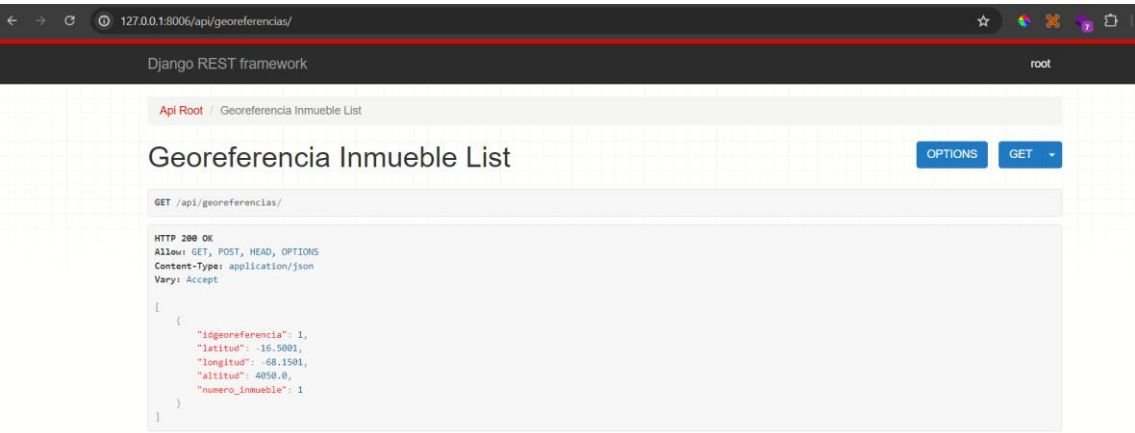 127.0.0.1:8006/api/georeferencias/
7
Django REST framework
root
Api Root / Georeferencia Inmueble List
Georeferencia Inmueble List
OPTIONS
GET
GET /api/georeferencias/
HTTP 200 OK
Allow: GET, POST, HEAD, OPTIONS
Content-Type: application/json
Vary: Accept
[
{
"idgeoreferencia": 1,
"latitud": -16.5001,
"longitud": -68.1501,
"altitud": 4050.0,
"numero_inmueble": 1
}
]